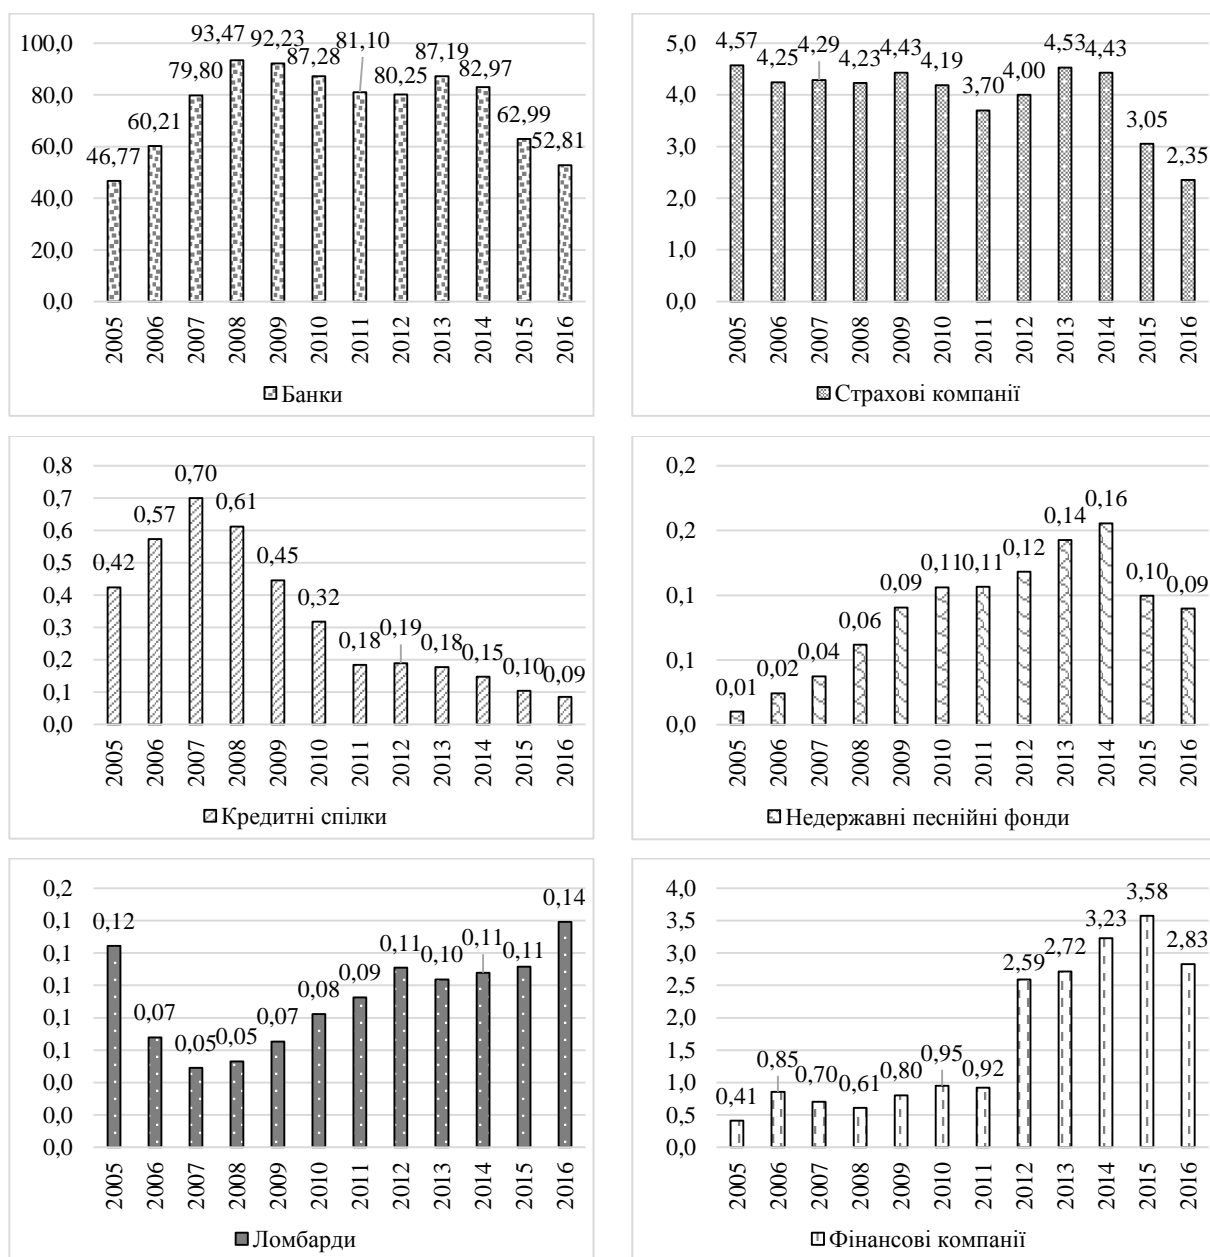 93,47 92,23 87,28 81,10 87,19
100,0 79,80 80,25 82,97
80,0 60,21 62,99
60,0 46,77 52,81
40,0
20,0
0,0
2005 2006 2007 2008 2009 2010 2011 2012 2013 2014 2015 2016
Банки
5,0 4,57 4,25 4,29 4,23 4,43 4,19 3,70 4,00 4,53 4,43
4,0 3,05
3,0 2,35
2,0
1,0
0,0
2005 2006 2007 2008 2009 2010 2011 2012 2013 2014 2015 2016
Страхові компанії
0,8
0,7 0,70
0,6 0,57 0,61
0,5 0,42 0,45
0,4 0,32
0,3
0,2 0,18 0,19 0,18 0,15
0,1 0,10 0,09
0,0
2005 2006 2007 2008 2009 2010 2011 2012 2013 2014 2015 2016
Кредитні спілки
0,2
0,2 0,14 0,16
0,1 0,09 0,11 0,11 0,12 0,10 0,09
0,1 0,01 0,02 0,04 0,06
0,0
2005 2006 2007 2008 2009 2010 2011 2012 2013 2014 2015 2016
Недержавні песнійні фонди
0,2
0,1 0,12 0,14
0,1 0,11 0,10 0,11 0,11
0,1 0,09
0,1 0,07 0,07 0,08
0,1 0,05 0,05
0,0
0,0
0,0
2005 2006 2007 2008 2009 2010 2011 2012 2013 2014 2015 2016
Ломбарди
4,0
3,5 3,58
3,0 3,23
2,5 2,59 2,72 2,83
2,0
1,5
1,0 0,85 0,70 0,61 0,80 0,95 0,92
0,5 0,41
0,0
2005 2006 2007 2008 2009 2010 2011 2012 2013 2014 2015 2016
Фінансові компанії